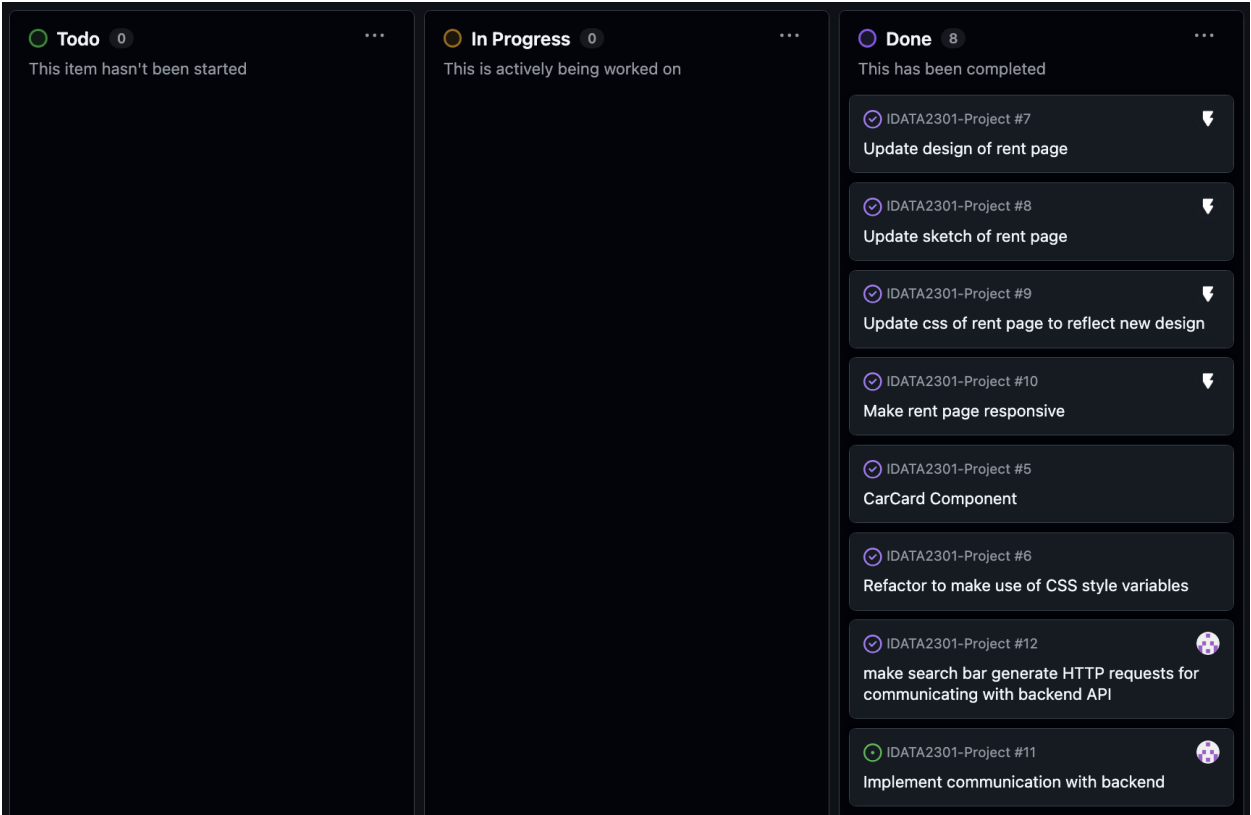 Todo 0
This item hasn't been started
In Progress 0
This is actively being worked on
Done 8
This has been completed
IDATA2301-Project #7
Update design of rent page
IDATA2301-Project #8
Update sketch of rent page
IDATA2301-Project #9
Update css of rent page to reflect new design
IDATA2301-Project #10
Make rent page responsive
IDATA2301-Project #5
CarCard Component
IDATA2301-Project #6
Refactor to make use of CSS style variables
IDATA2301-Project #12
make search bar generate HTTP requests for
communicating with backend API
IDATA2301-Project #11
Implement communication with backend